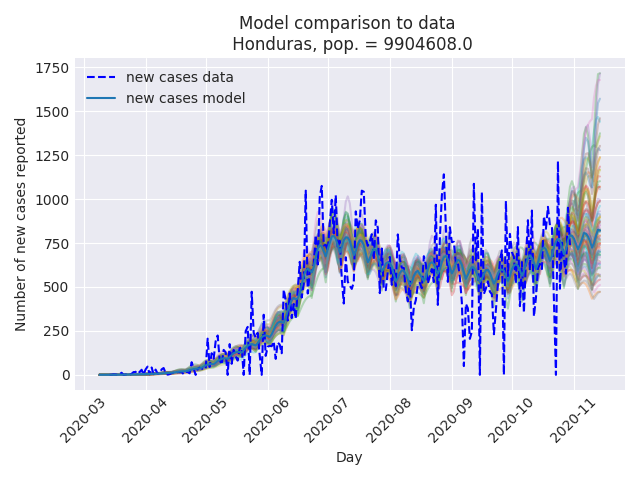 Model comparison to data
Honduras, pop. = 9904608.0
new cases data
new cases model
Number of new cases reported
1750
1500
1250
1000
750
500
250
0
2020-03
2020-04
2020-05
2020-06
2020-07
2020-08
2020-09
2020-10
2020-11
Day